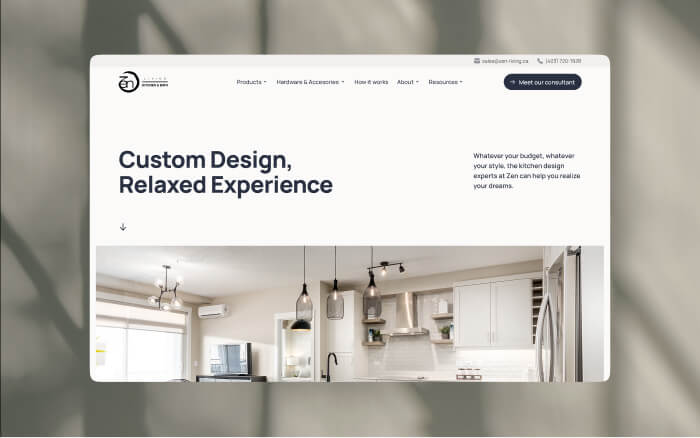 sales@zen-living.ca (403) 720-1928
zen LIVING
KITCHEN & BATH
Products Hardware & Accesories How it works About Resources
Meet our consultant
Custom Design,
Relaxed Experience
Whatever your budget, whatever
your style, the kitchen design
experts at Zen can help you realize
your dreams.